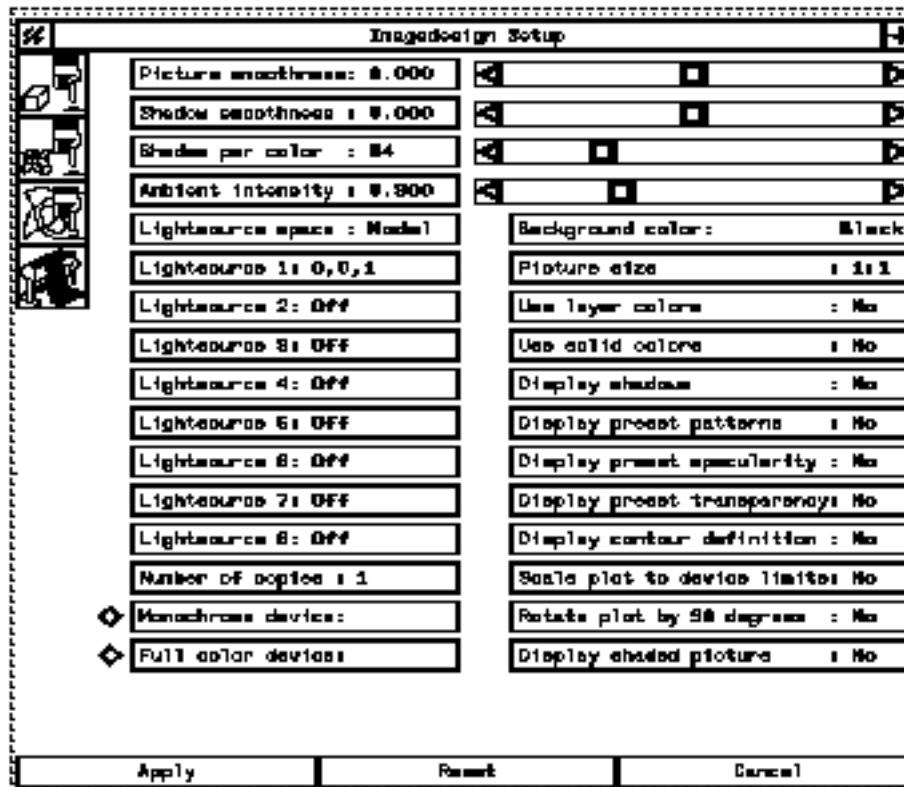 Imagedesign Setup
Picture smoothness: 0.000
Shadow smoothness : 0.000
Shades per color : 64
Ambient intensity : 0.300
Lightsource space : Model
Background color: Black
Lightsource 1: 0,0,1
Picture size : 1:1
Lightsource 2: Off
Use layer colors : No
Lightsource 3: Off
Use solid colors : No
Lightsource 4: Off
Display shadows : No
Lightsource 5: Off
Display preset patterns : No
Lightsource 6: Off
Display preset specularity : No
Lightsource 7: Off
Display preset transparency: No
Lightsource 8: Off
Display contour definition : No
Number of copies : 1
Scale plot to device limits: No
Monochrome device:
Rotate plot by 90 degrees : No
Full color device:
Display shaded picture : No
Apply
Reset
Cancel